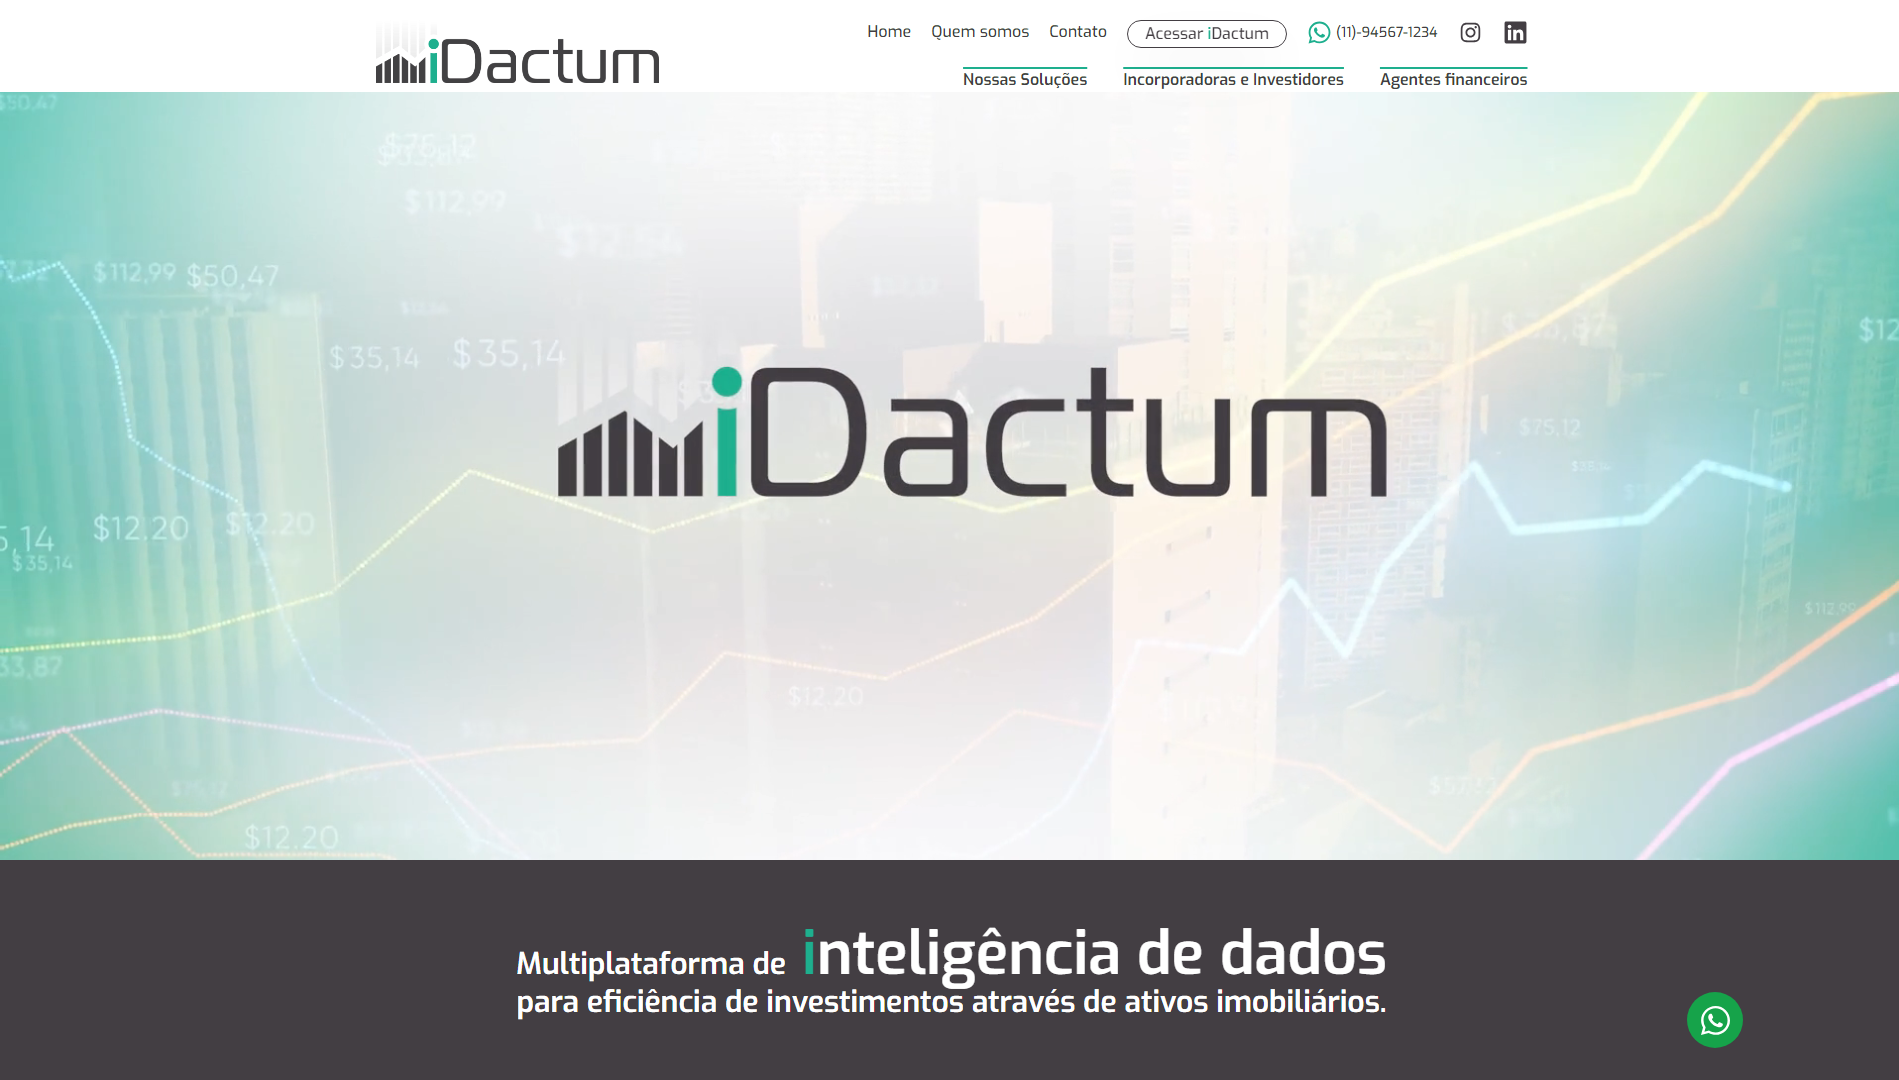 iDactum
Home Quem somos Contato Acessar iDactum (11)-94567-1234
Nossas Soluções Incorporadoras e Investidores Agentes financeiros
$50,47
$112,99
$112,99 $50,47
$35,14 $35,14
iDactum
$75,12
$12.20 $12.20
$35,14
$112,99
33,87
$12.20
$12.20
Multiplataforma de inteligência de dados
para eficiência de investimentos através de ativos imobiliários.